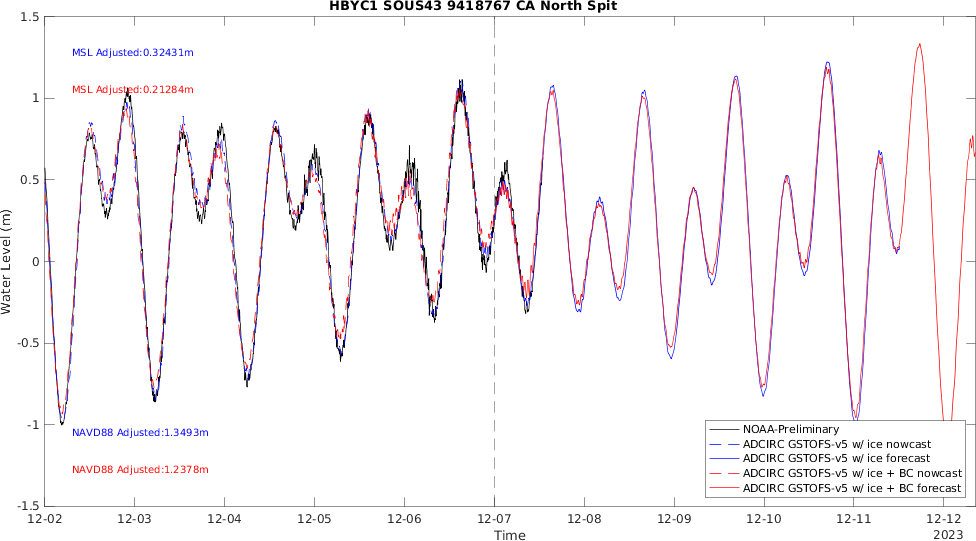 HBYC1 SOUS43 9418767 CA North Spit
1.5
1
0.5
0
-0.5
-1
-1.5
Water Level (m)
MSL Adjusted:0.32431m
MSL Adjusted:0.21284m
NAVD88 Adjusted:1.3493m
NAVD88 Adjusted:1.2378m
NOAA-Preliminary
ADCIRC GSTOFS-v5 w/ ice nowcast
ADCIRC GSTOFS-v5 w/ ice forecast
ADCIRC GSTOFS-v5 w/ ice + BC nowcast
ADCIRC GSTOFS-v5 w/ ice + BC forecast
12-02 12-03 12-04 12-05 12-06 12-07 12-08 12-09 12-10 12-11 12-12
2023
Time